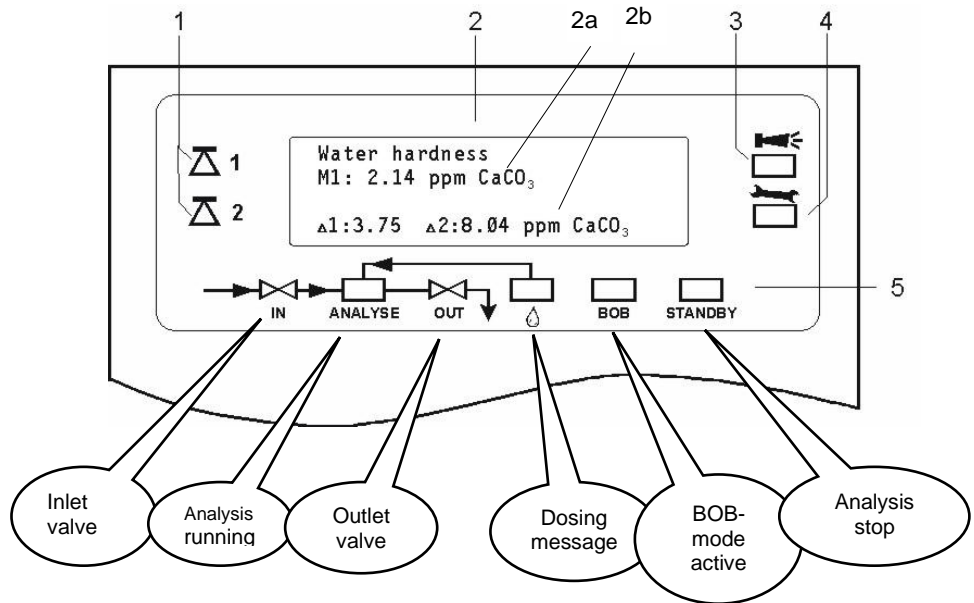 1 2 2a 2b 3 4
1
2
Water hardness
M1: 2.14 ppm CaCO₃
▵1:3.75 ▵2:8.04 ppm CaCO₃
5
IN ANALYSE OUT BOB STANDBY
Inlet
valve
Analysis
running
Outlet
valve
Dosing
message
BOB-
mode
active
Analysis
stop